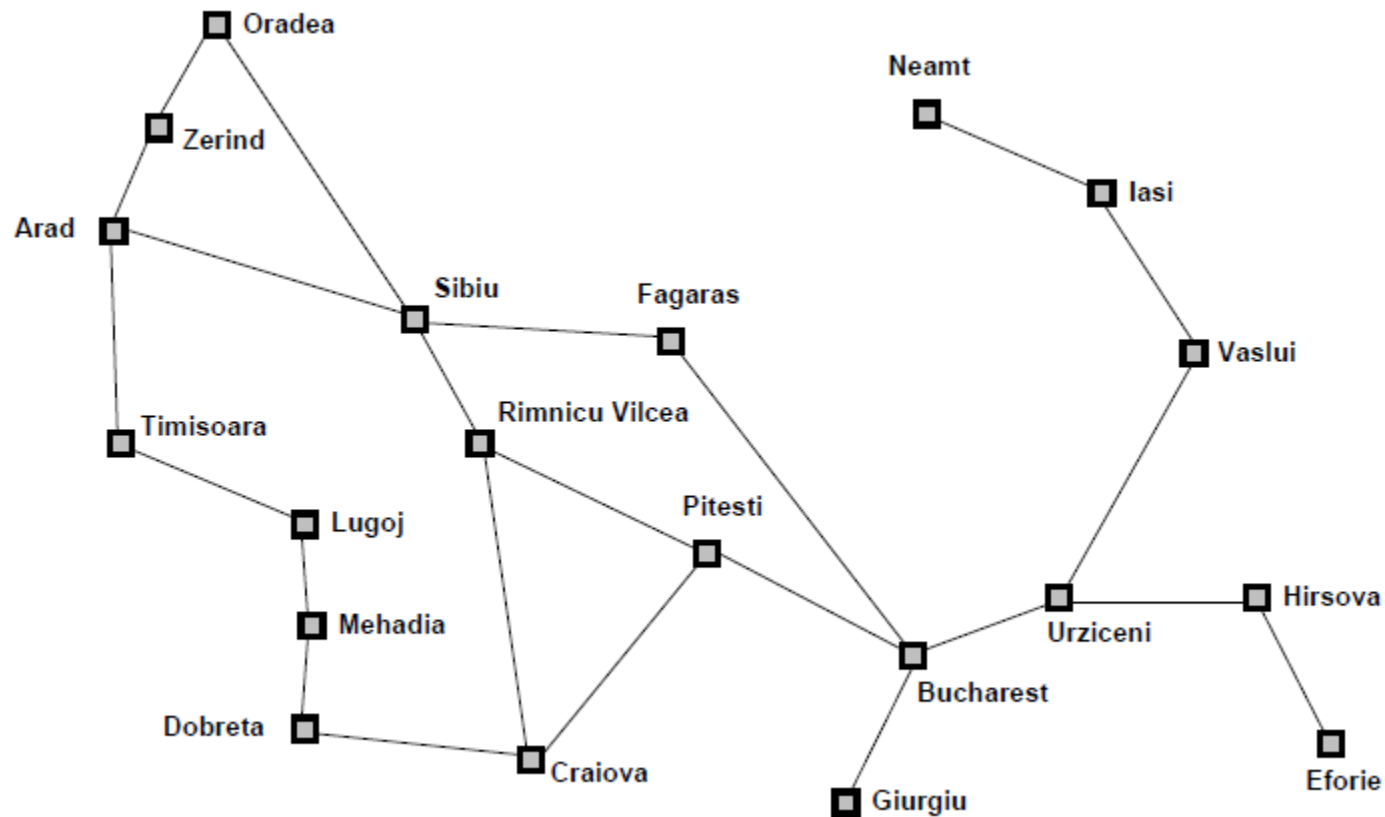 Oradea
Neamt
Zerind
Iasi
Arad
Sibiu
Fagaras
Vaslui
Timisoara
Rimnicu Vilcea
Pitesti
Lugoj
Hirsova
Mehadia
Urziceni
Bucharest
Dobreta
Craiova
Eforie
Giurgiu